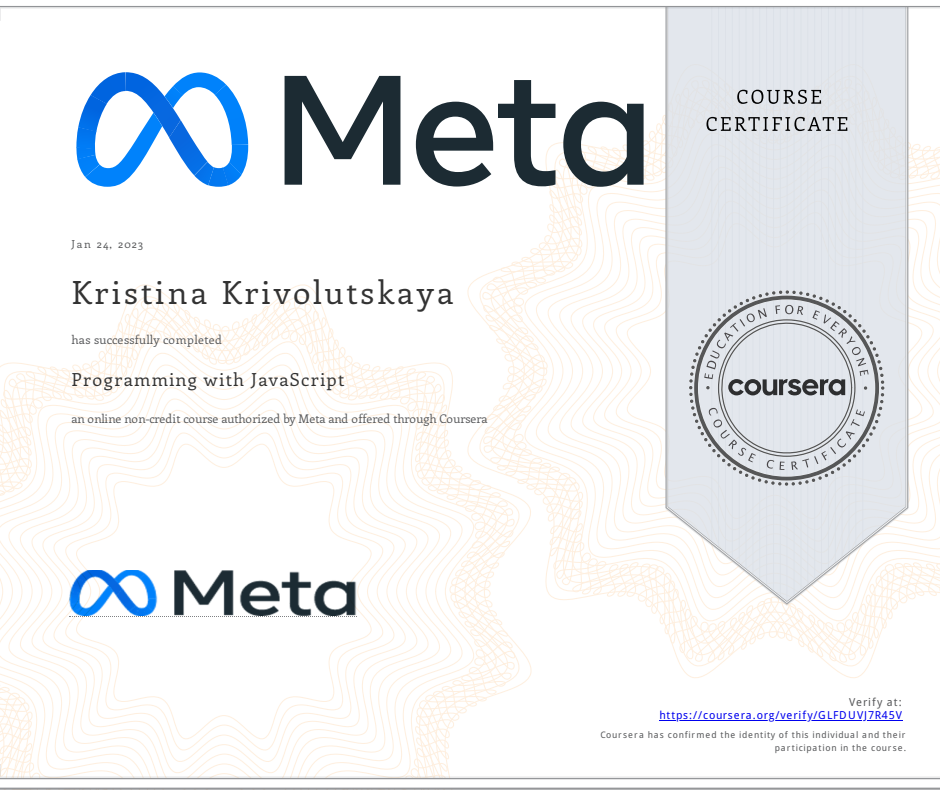 Meta
COURSE
CERTIFICATE
Jan 24, 2023
Kristina Krivolutskaya
has successfully completed
Programming with JavaScript
an online non-credit course authorized by Meta and offered through Coursera
EDUCATION FOR EVERYONE
coursera
COURSE CERTIFICATE
Meta
Verify at:
https://coursera.org/verify/GLFDUVJ7R45V
Coursera has confirmed the identity of this individual and their
participation in the course.